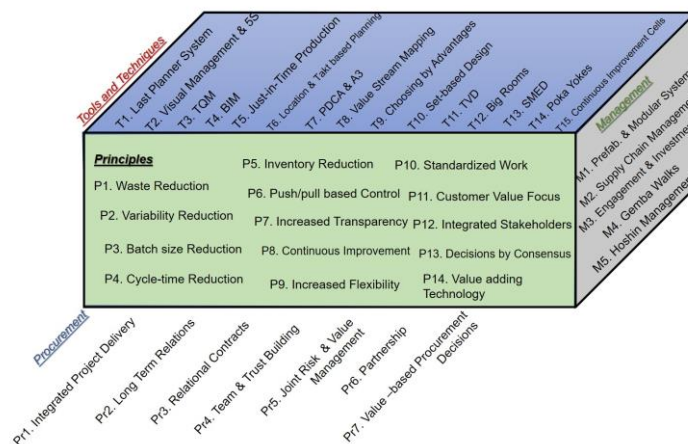 Tools and Techniques
T1. Last Planner System
T2. Visual Management & 5S
T3. TQM
T4. BIM
T5. Just-in-Time Production
T6. Location & Takt based Planning
T7. PDCA & A3
T8. Value Stream Mapping
T9. Choosing by Advantages
T10. Set-based Design
T11. TVD
T12. Big Rooms
T13. SMED
T14. Poka Yokes
T15. Continuous Improvement Cells
Management
M1. Prefab. & Modular System
M2. Supply Chain Managem
M3. Engagement & Investme
M4. Gemba Walks
M5. Hoshin Managem
Principles
P1. Waste Reduction
P2. Variability Reduction
P3. Batch size Reduction
P4. Cycle-time Reduction
P5. Inventory Reduction
P6. Push/pull based Control
P7. Increased Transparency
P8. Continuous Improvement
P9. Increased Flexibility
P10. Standardized Work
P11. Customer Value Focus
P12. Integrated Stakeholders
P13. Decisions by Consensus
P14. Value adding
Technology
Procurement
Pr1. Integrated Project Delivery
Pr2. Long Term Relations
Pr3. Relational Contracts
Pr4. Team & Trust Building
Pr5. Joint Risk & Value
Management
Pr6. Partnership
Pr7. Value –based Procurement
Decisions